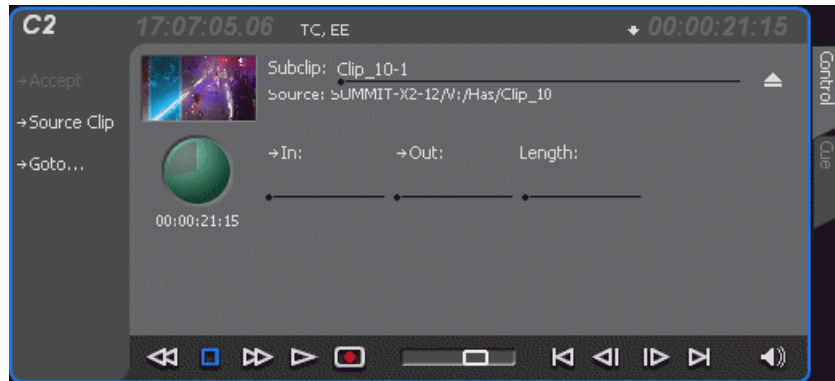 C2 17:07:05.06 TC, EE 00:00:21:15
→Accept
→Source Clip
→Goto...
Subclip: Clip_10-1
Source: SUMMIT-X2-12/V:/Has/Clip_10
→In: →Out: Length:
00:00:21:15
Control
Cue